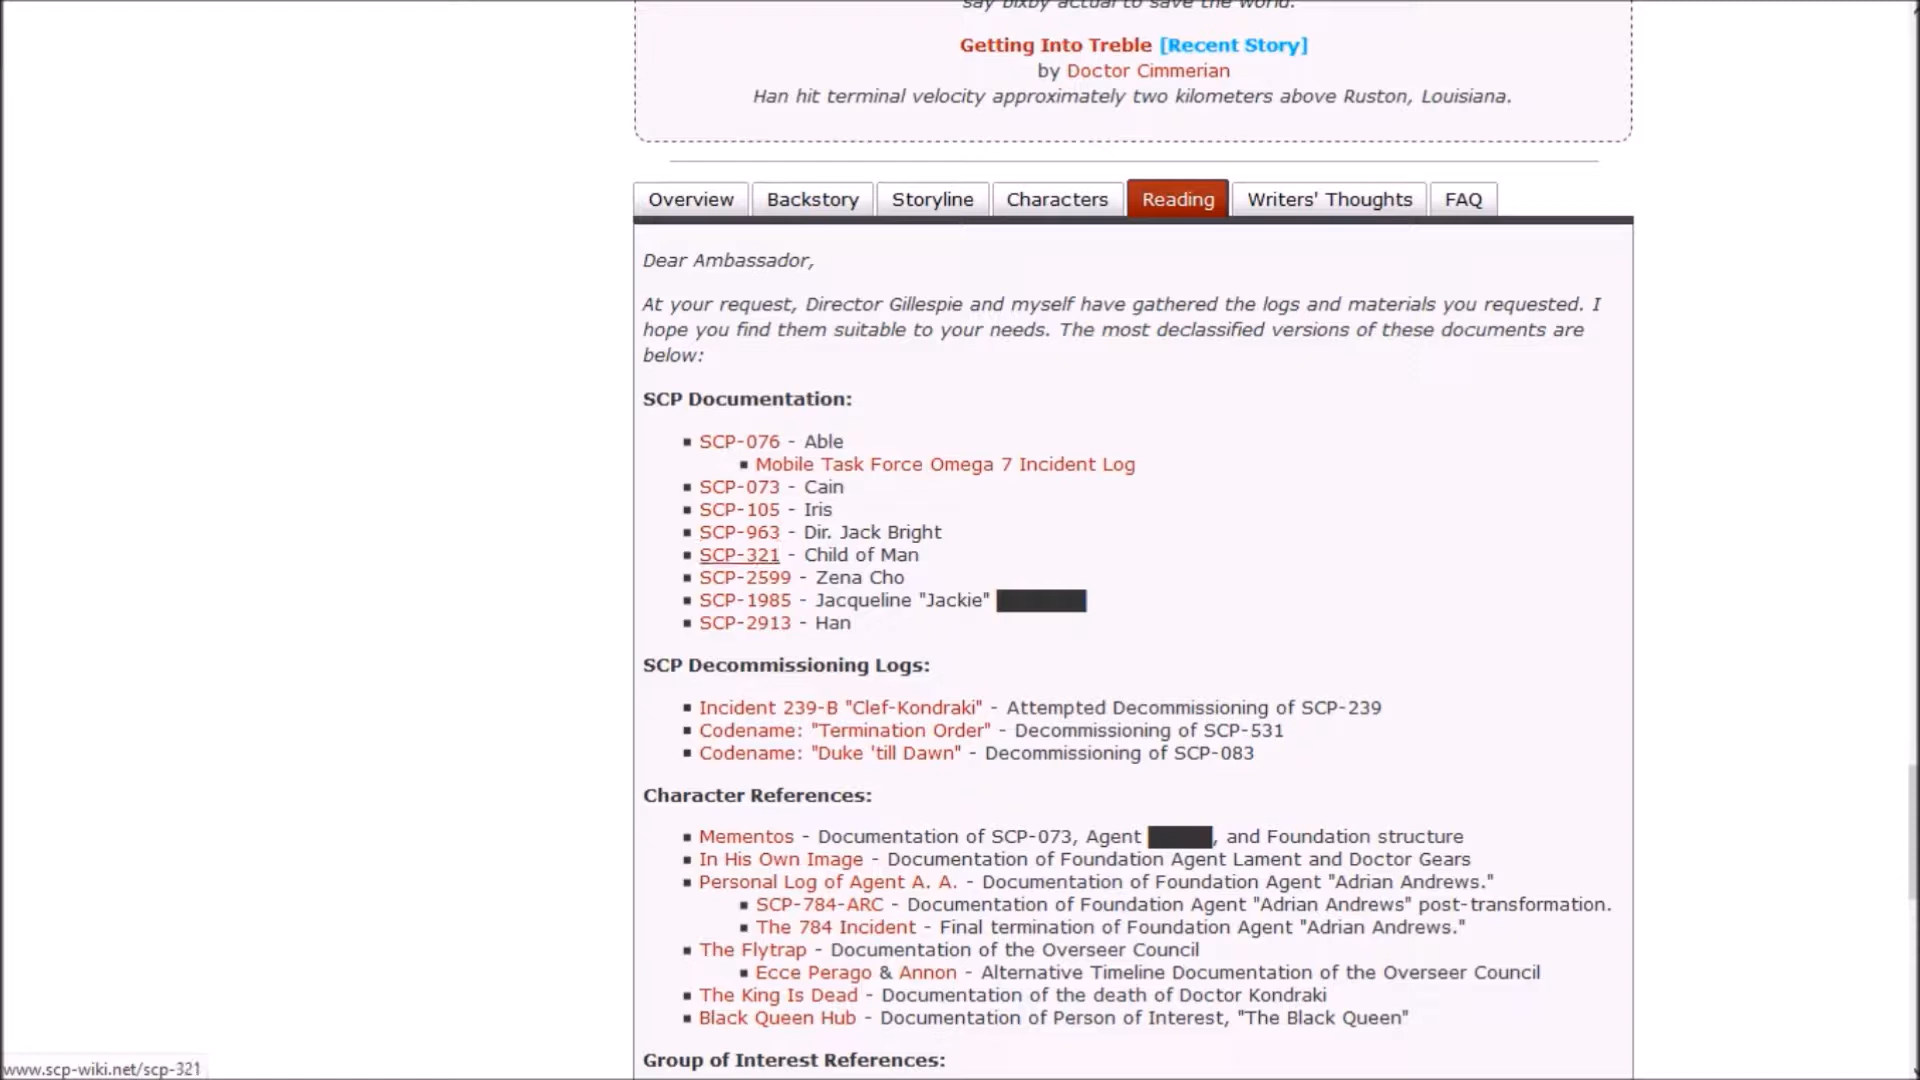 say bixby actual to save the world.
Getting Into Treble [Recent Story]
by Doctor Cimmerian
Han hit terminal velocity approximately two kilometers above Ruston, Louisiana.
Overview Backstory Storyline Characters Reading Writers' Thoughts FAQ
Dear Ambassador,
At your request, Director Gillespie and myself have gathered the logs and materials you requested. I
hope you find them suitable to your needs. The most declassified versions of these documents are
below:
SCP Documentation:
SCP-076 - Able
Mobile Task Force Omega 7 Incident Log
SCP-073 - Cain
SCP-105 - Iris
SCP-963 - Dir. Jack Bright
SCP-321 - Child of Man
SCP-2599 - Zena Cho
SCP-1985 - Jacqueline "Jackie"
SCP-2913 - Han
SCP Decommissioning Logs:
Incident 239-B "Clef-Kondraki" - Attempted Decommissioning of SCP-239
Codename: "Termination Order" - Decommissioning of SCP-531
Codename: "Duke 'till Dawn" - Decommissioning of SCP-083
Character References:
Mementos - Documentation of SCP-073, Agent , and Foundation structure
In His Own Image - Documentation of Foundation Agent Lament and Doctor Gears
Personal Log of Agent A. A. - Documentation of Foundation Agent "Adrian Andrews."
SCP-784-ARC - Documentation of Foundation Agent "Adrian Andrews" post-transformation.
The 784 Incident - Final termination of Foundation Agent "Adrian Andrews."
The Flytrap - Documentation of the Overseer Council
Ecce Perago & Annon - Alternative Timeline Documentation of the Overseer Council
The King Is Dead - Documentation of the death of Doctor Kondraki
Black Queen Hub - Documentation of Person of Interest, "The Black Queen"
Group of Interest References:
www.scp-wiki.net/scp-321